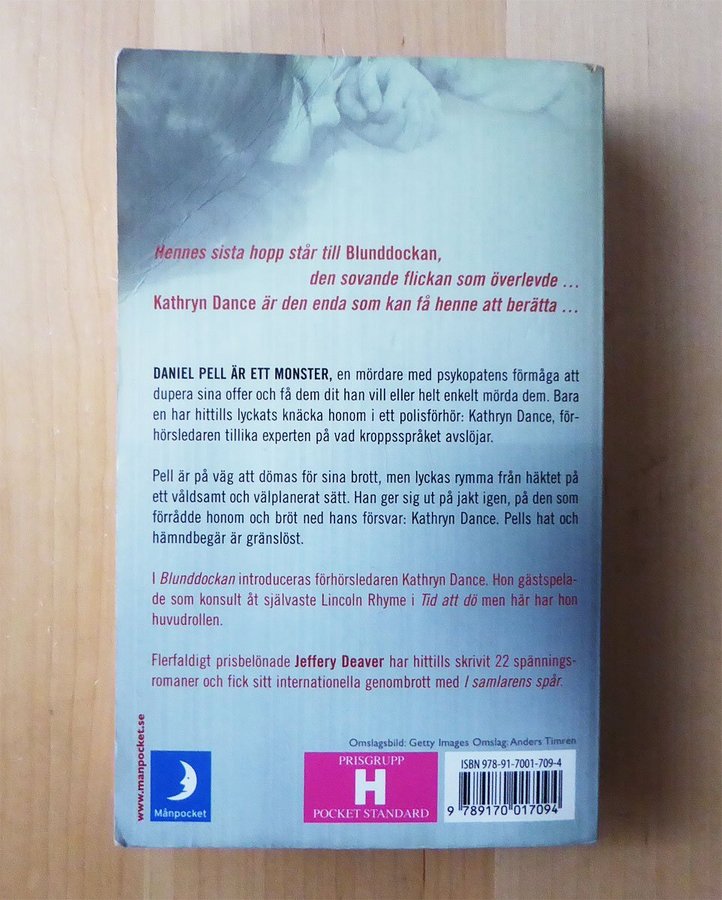 Hennes sista hopp står till Blunddockan,
den sovande flickan som överlevde ...
Kathryn Dance är den enda som kan få henne att berätta ...
DANIEL PELL ÄR ETT MONSTER, en mördare med psykopatens förmåga att
dupera sina offer och få dem dit han vill eller helt enkelt mörda dem. Bara
en har hittills lyckats knäcka honom i ett polisförhör: Kathryn Dance, för-
hörsledaren tillika experten på vad kroppsspråket avslöjar.
Pell är på väg att dömas för sina brott, men lyckas rymma från häktet på
ett våldsamt och välplanerat sätt. Han ger sig ut på jakt igen, på den som
förrådde honom och bröt ned hans försvar: Kathryn Dance. Pells hat och
hämndbegär är gränslöst.
I Blunddockan introduceras förhörsledaren Kathryn Dance. Hon gästspela-
de som konsult åt självaste Lincoln Rhyme i Tid att dö men här har hon
huvudrollen.
Flerfaldigt prisbelönade Jeffery Deaver har hittills skrivit 22 spännings-
romaner och fick sitt internationella genombrott med I samlarens spår.
Omslagsbild: Getty Images Omslag: Anders Timrén
www.manpocket.se
Månpocket
PRISGRUPP
H
POCKET STANDARD
ISBN 978-91-7001-709-4
9 789170 017094